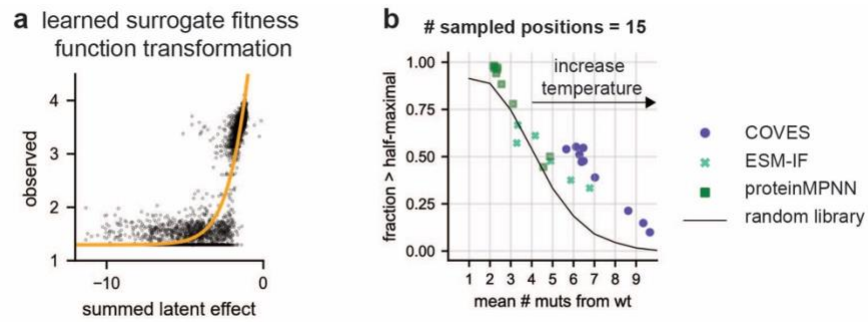 a learned surrogate fitness
function transformation
observed
4
3
2
1
−10
0
summed latent effect
b # sampled positions = 15
fraction > half-maximal
1.00
0.75
0.50
0.25
0.00
increase
temperature
1 2 3 4 5 6 7 8 9
mean # muts from wt
COVES
ESM-IF
proteinMPNN
random library